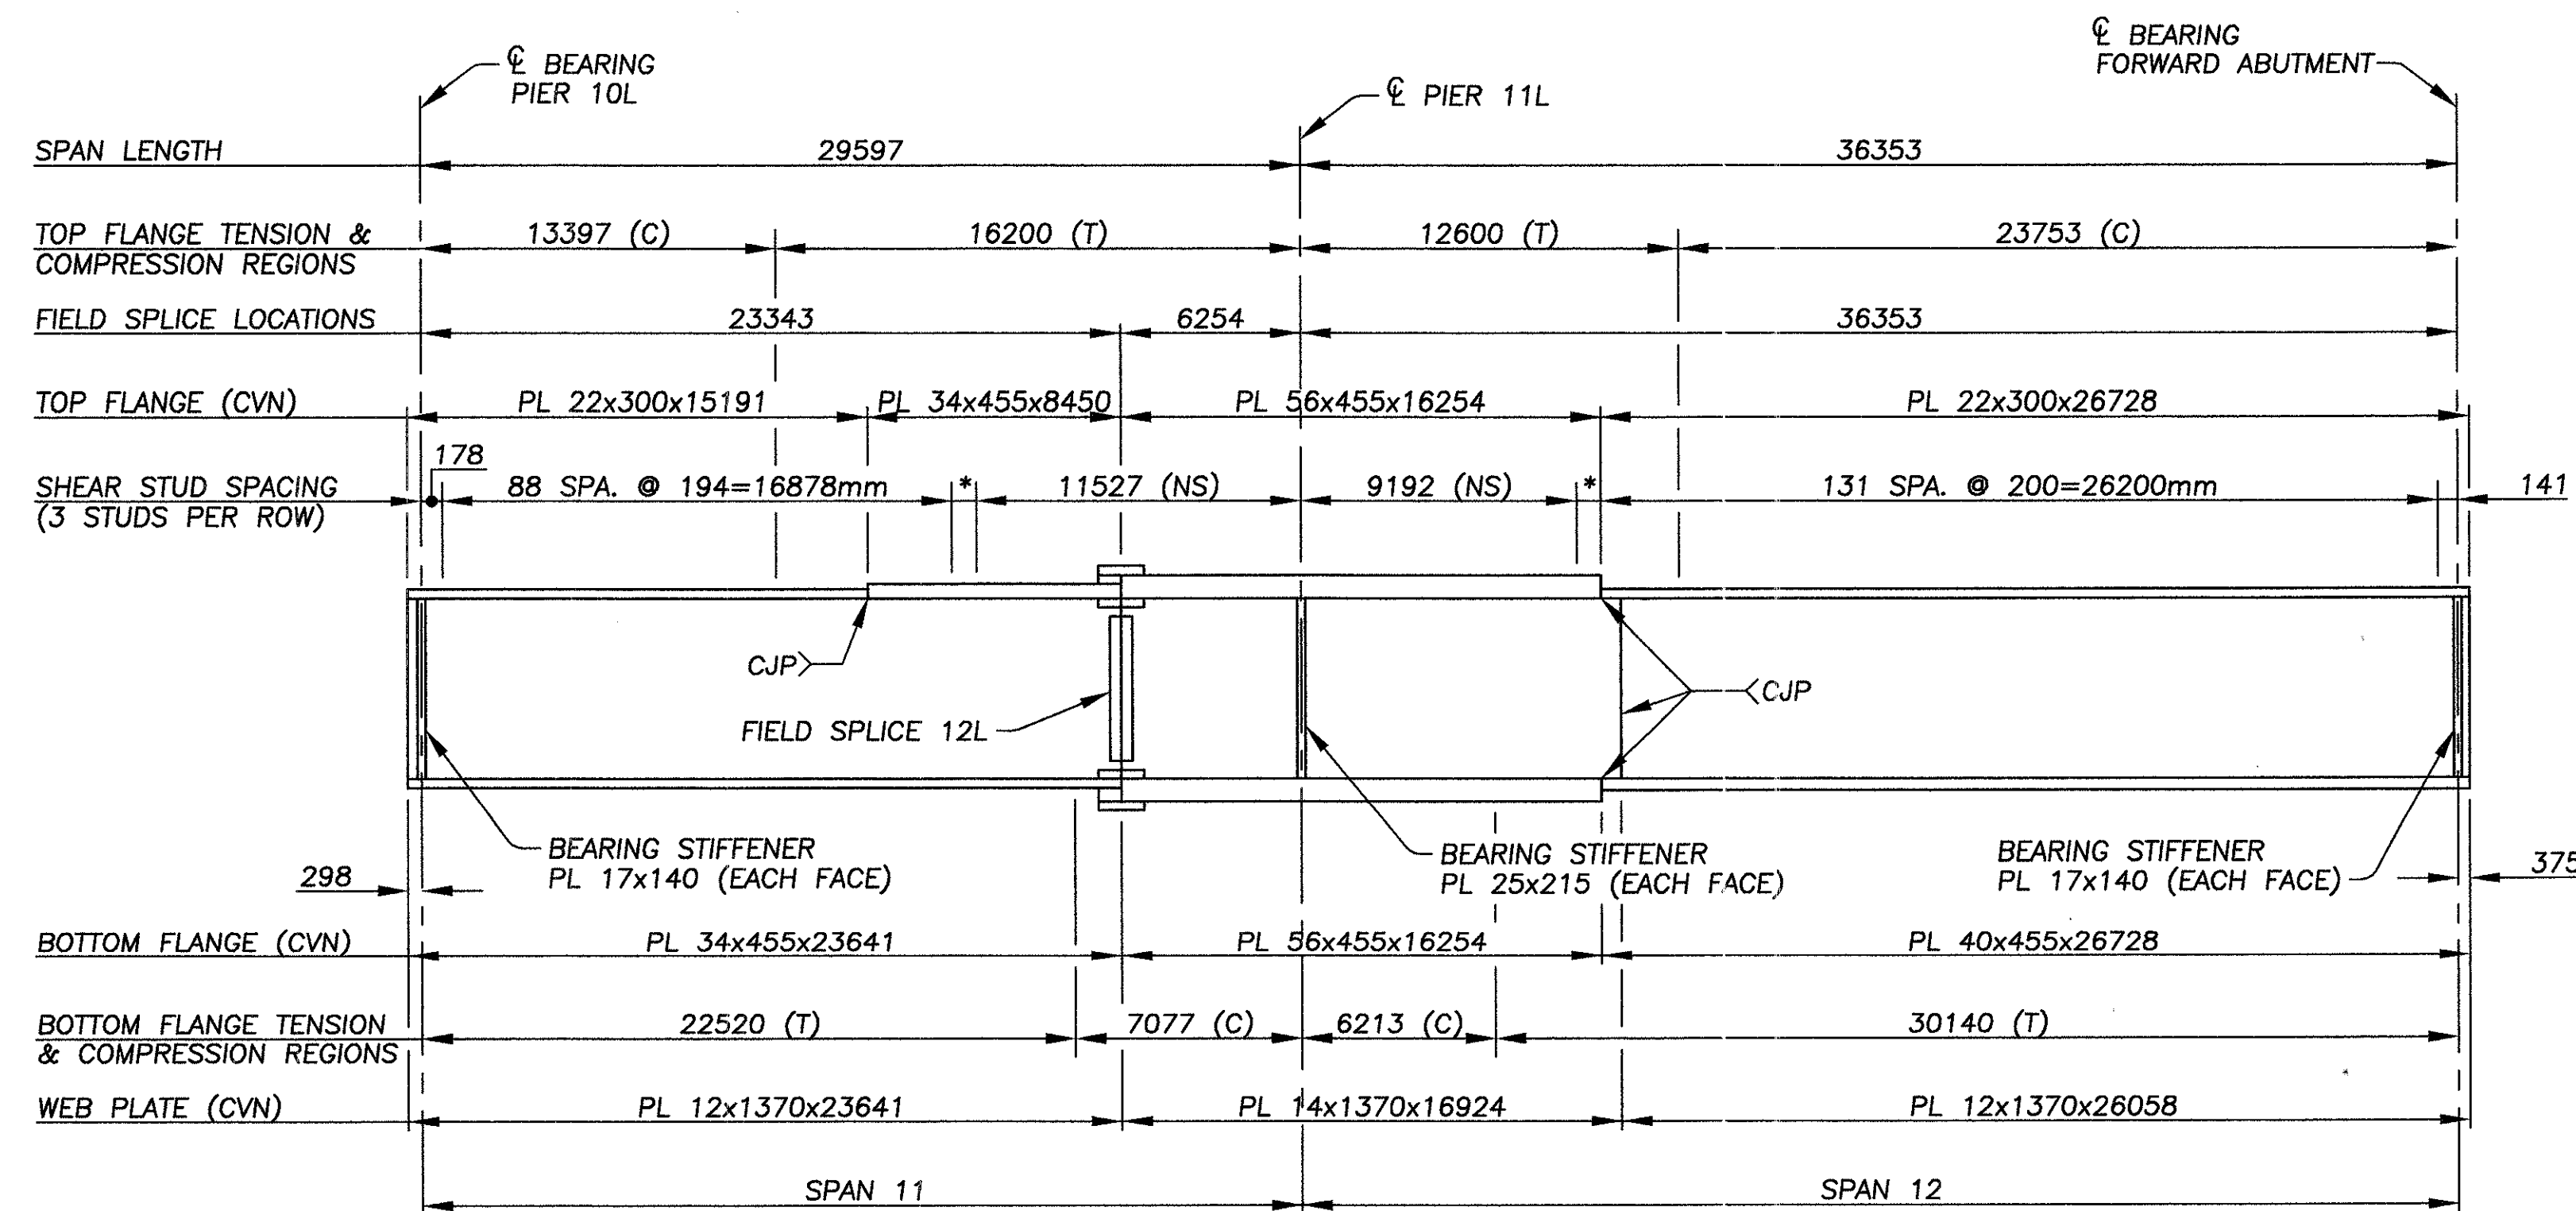 ℄ BEARING
PIER 10L
℄ PIER 11L
℄ BEARING
FORWARD ABUTMENT
SPAN LENGTH
29597
36353
TOP FLANGE TENSION &
COMPRESSION REGIONS
13397 (C)
16200 (T)
12600 (T)
23753 (C)
FIELD SPLICE LOCATIONS
23343
6254
36353
TOP FLANGE (CVN)
PL 22x300x15191
PL 34x455x8450
PL 56x455x16254
PL 22x300x26728
SHEAR STUD SPACING
(3 STUDS PER ROW)
178
88 SPA. @ 194=16878mm
*
11527 (NS)
9192 (NS)
*
131 SPA. @ 200=26200mm
141
CJP
CJP
FIELD SPLICE 12L
BEARING STIFFENER
PL 17x140 (EACH FACE)
BEARING STIFFENER
PL 25x215 (EACH FACE)
BEARING STIFFENER
PL 17x140 (EACH FACE)
298
375
BOTTOM FLANGE (CVN)
PL 34x455x23641
PL 56x455x16254
PL 40x455x26728
BOTTOM FLANGE TENSION
& COMPRESSION REGIONS
22520 (T)
7077 (C)
6213 (C)
30140 (T)
WEB PLATE (CVN)
PL 12x1370x23641
PL 14x1370x16924
PL 12x1370x26058
SPAN 11
SPAN 12